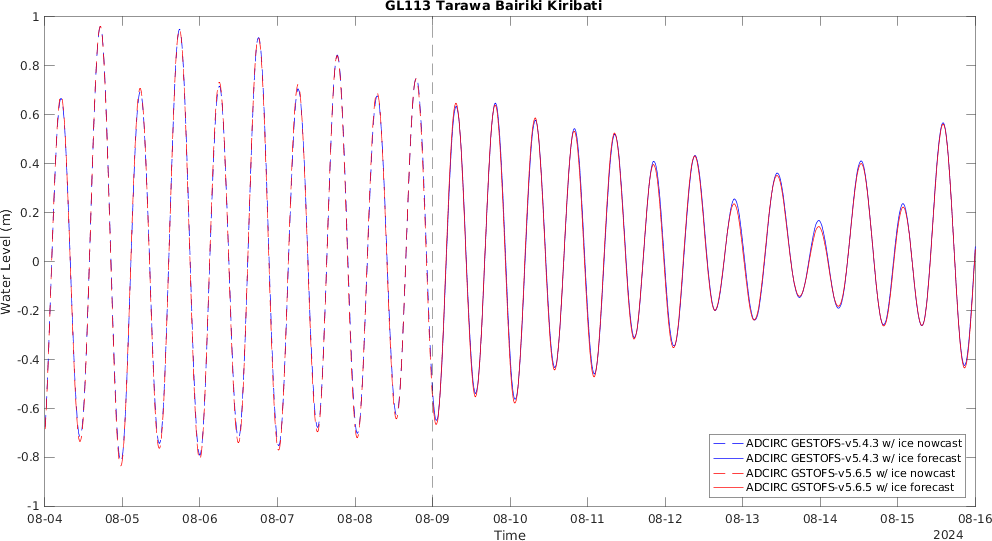 GL113 Tarawa Bairiki Kiribati
Water Level (m)
1
0.8
0.6
0.4
0.2
0
-0.2
-0.4
-0.6
-0.8
-1
ADCIRC GESTOFS-v5.4.3 w/ ice nowcast
ADCIRC GESTOFS-v5.4.3 w/ ice forecast
ADCIRC GSTOFS-v5.6.5 w/ ice nowcast
ADCIRC GSTOFS-v5.6.5 w/ ice forecast
08-04 08-05 08-06 08-07 08-08 08-09 08-10 08-11 08-12 08-13 08-14 08-15 08-16
Time
2024